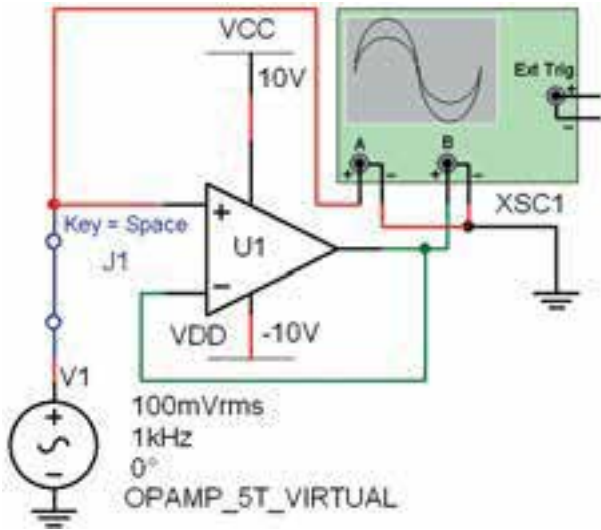 VCC
10V
Ext Trig
+
−
A
B
+
−
+
−
XSC1
+
Key = Space
U1
J1
−
VDD
-10V
V1
+
−
100mVrms
1kHz
0°
OPAMP_5T_VIRTUAL